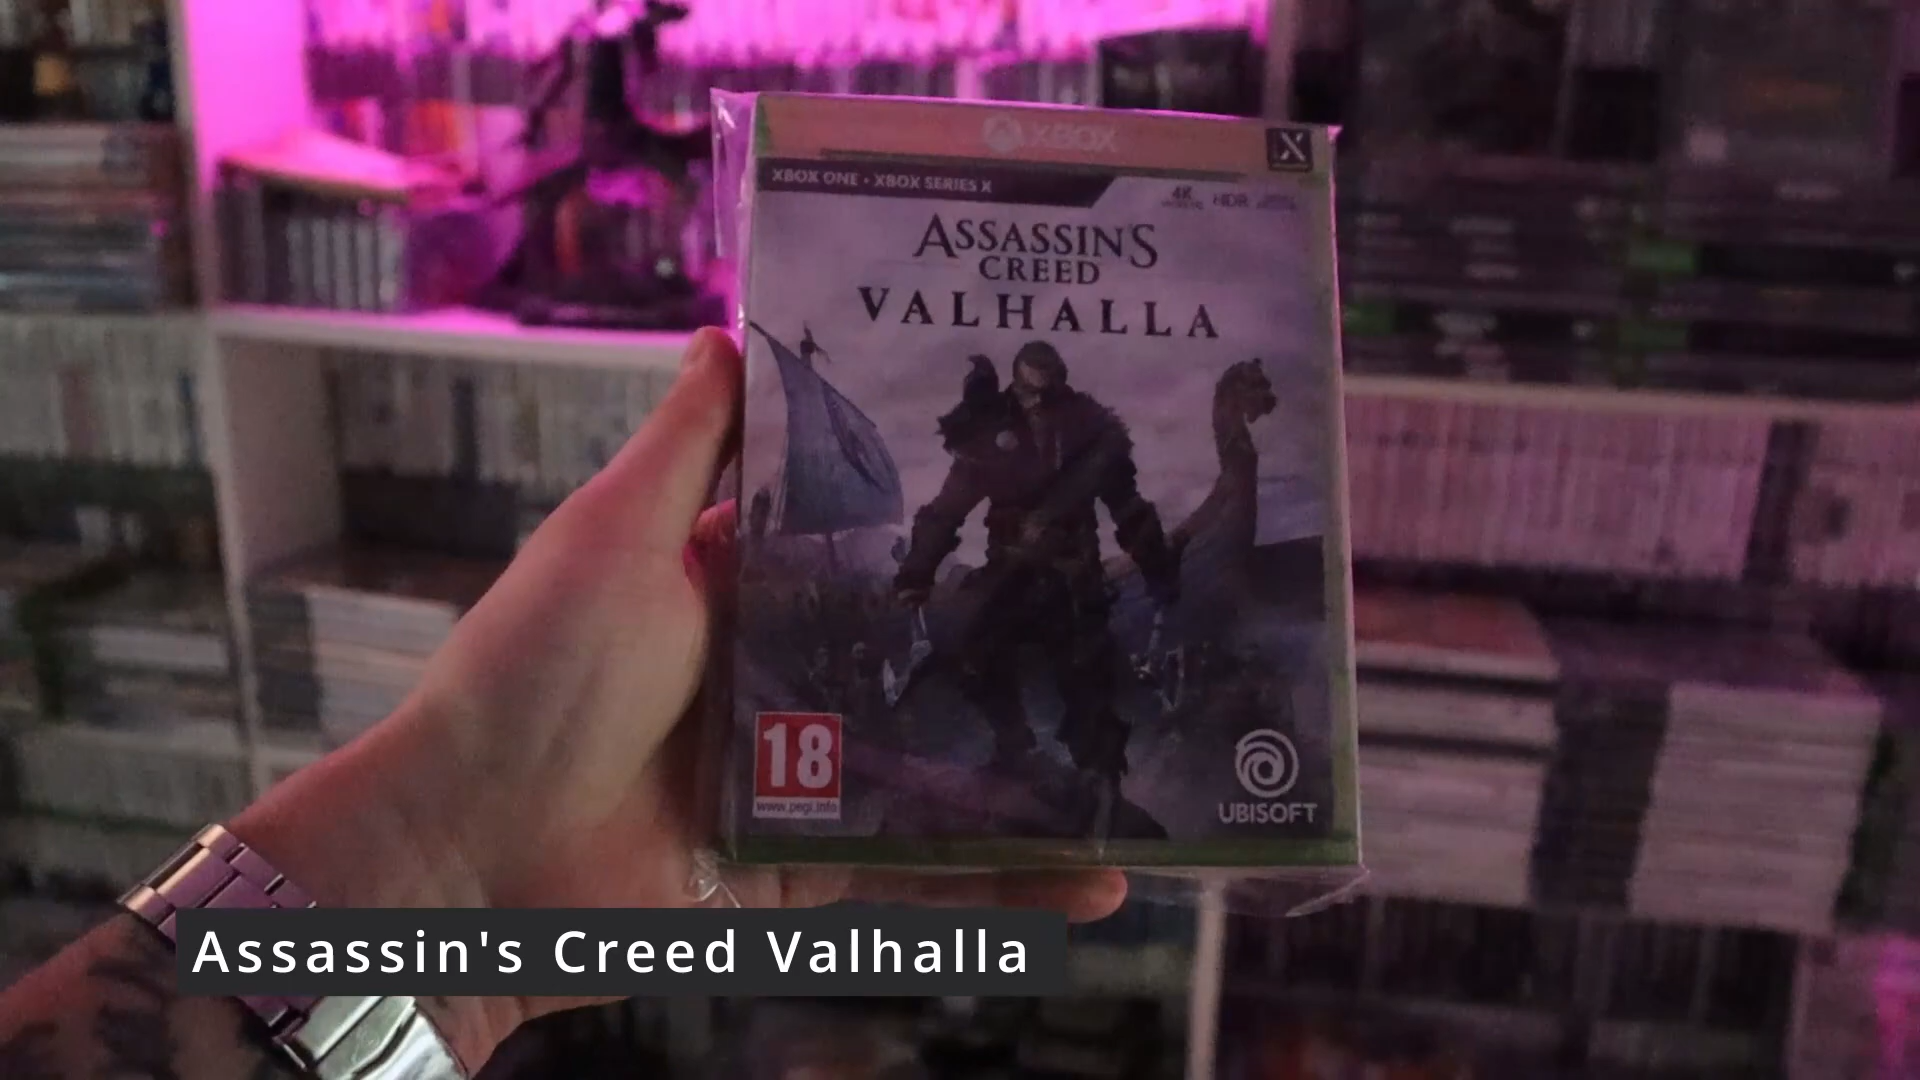 XBOX
X
XBOX ONE • XBOX SERIES X
4K
HDR
ASSASSIN'S
CREED
VALHALLA
18
www.pegi.info
UBISOFT
Assassin's Creed Valhalla